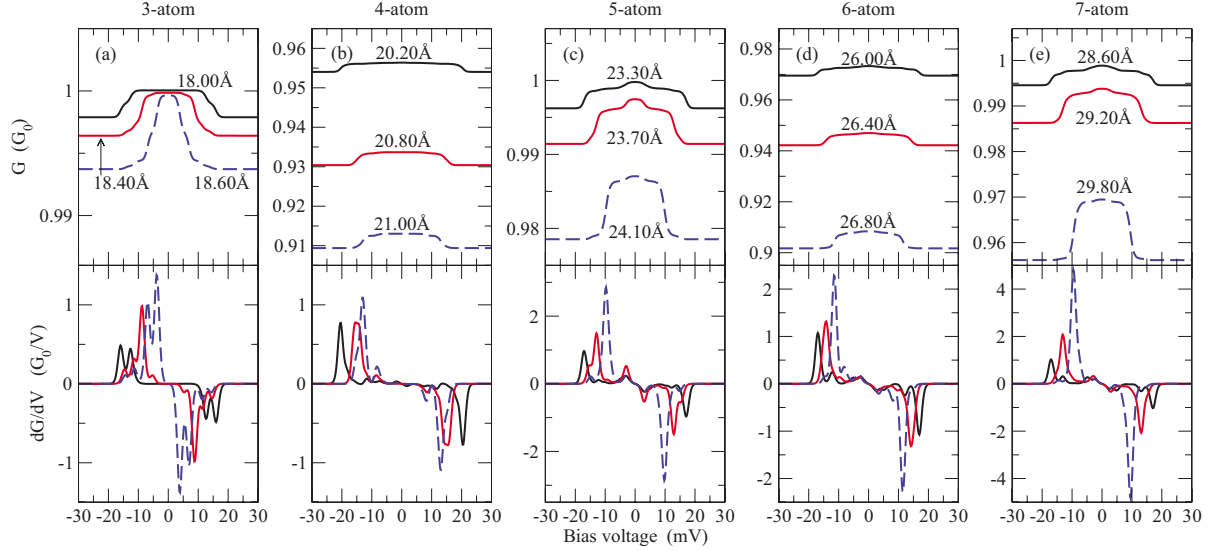 3-atom 4-atom 5-atom 6-atom 7-atom
G (G0)
(a)
18.00Å
18.40Å
18.60Å
1
0.99
(b)
20.20Å
20.80Å
21.00Å
0.96
0.95
0.94
0.93
0.92
0.91
(c)
23.30Å
23.70Å
24.10Å
1
0.99
0.98
(d)
26.00Å
26.40Å
26.80Å
0.98
0.96
0.94
0.92
0.9
(e)
28.60Å
29.20Å
29.80Å
1
0.99
0.98
0.97
0.96
dG/dV (G0/V)
1
0
-1
1
0
-1
2
0
-2
2
1
0
-1
-2
4
2
0
-2
-4
-30 -20 -10 0 10 20 30
-20 -10 0 10 20 30
-20 -10 0 10 20 30
-20 -10 0 10 20 30
-20 -10 0 10 20 30
Bias voltage (mV)